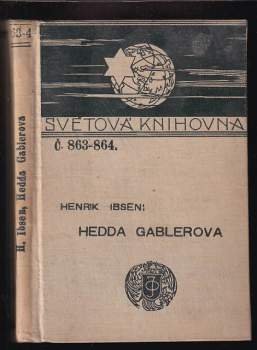 H. Ibsen, Hedda Gablerova
SVĚTOVÁ KNIHOVNA
Č. 863-864.
HENRIK IBSEN:
HEDDA GABLEROVA